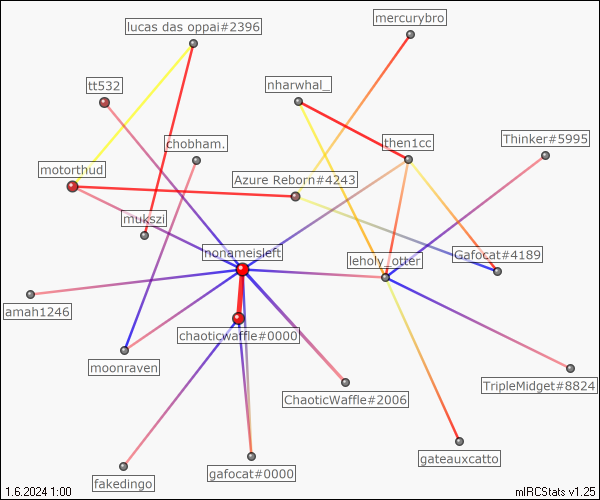 lucas das oppai#2396
mercurybro
tt532
nharwhal_
chobham.
then1cc
Thinker#5995
motorthud
Azure Reborn#4243
mukszi
nonameisleft
leholy_otter
Gafocat#4189
amah1246
chaoticwaffle#0000
moonraven
ChaoticWaffle#2006
TripleMidget#8824
gateauxcatto
gafocat#0000
fakedingo
1.6.2024 1:00
mIRCStats v1.25